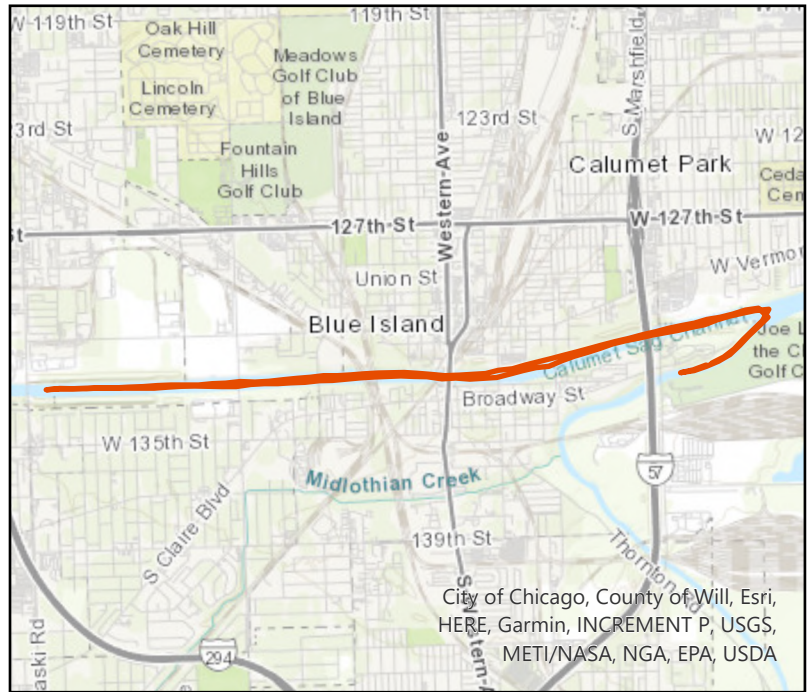 W-119th-St
119th St
Oak Hill
Cemetery
Meadows
Golf Club
of Blue
Island
Lincoln
Cemetery
S Marshfield
3rd St
123rd St
W 12
Fountain
Hills
Golf Club
Western-Ave
Calumet Park
Ceda
Cem
127th-St
W-127th-St
St
Union St
W Vermo
Blue Island
Calumet Sag Channel
Joe L
the C
Golf C
Broadway St
W 135th St
Midlothian Creek
57
S Claire Blvd
139th St
Thornton Rd
S Western-A
City of Chicago, County of Will, Esri,
HERE, Garmin, INCREMENT P, USGS,
METI/NASA, NGA, EPA, USDA
aski Rd
294